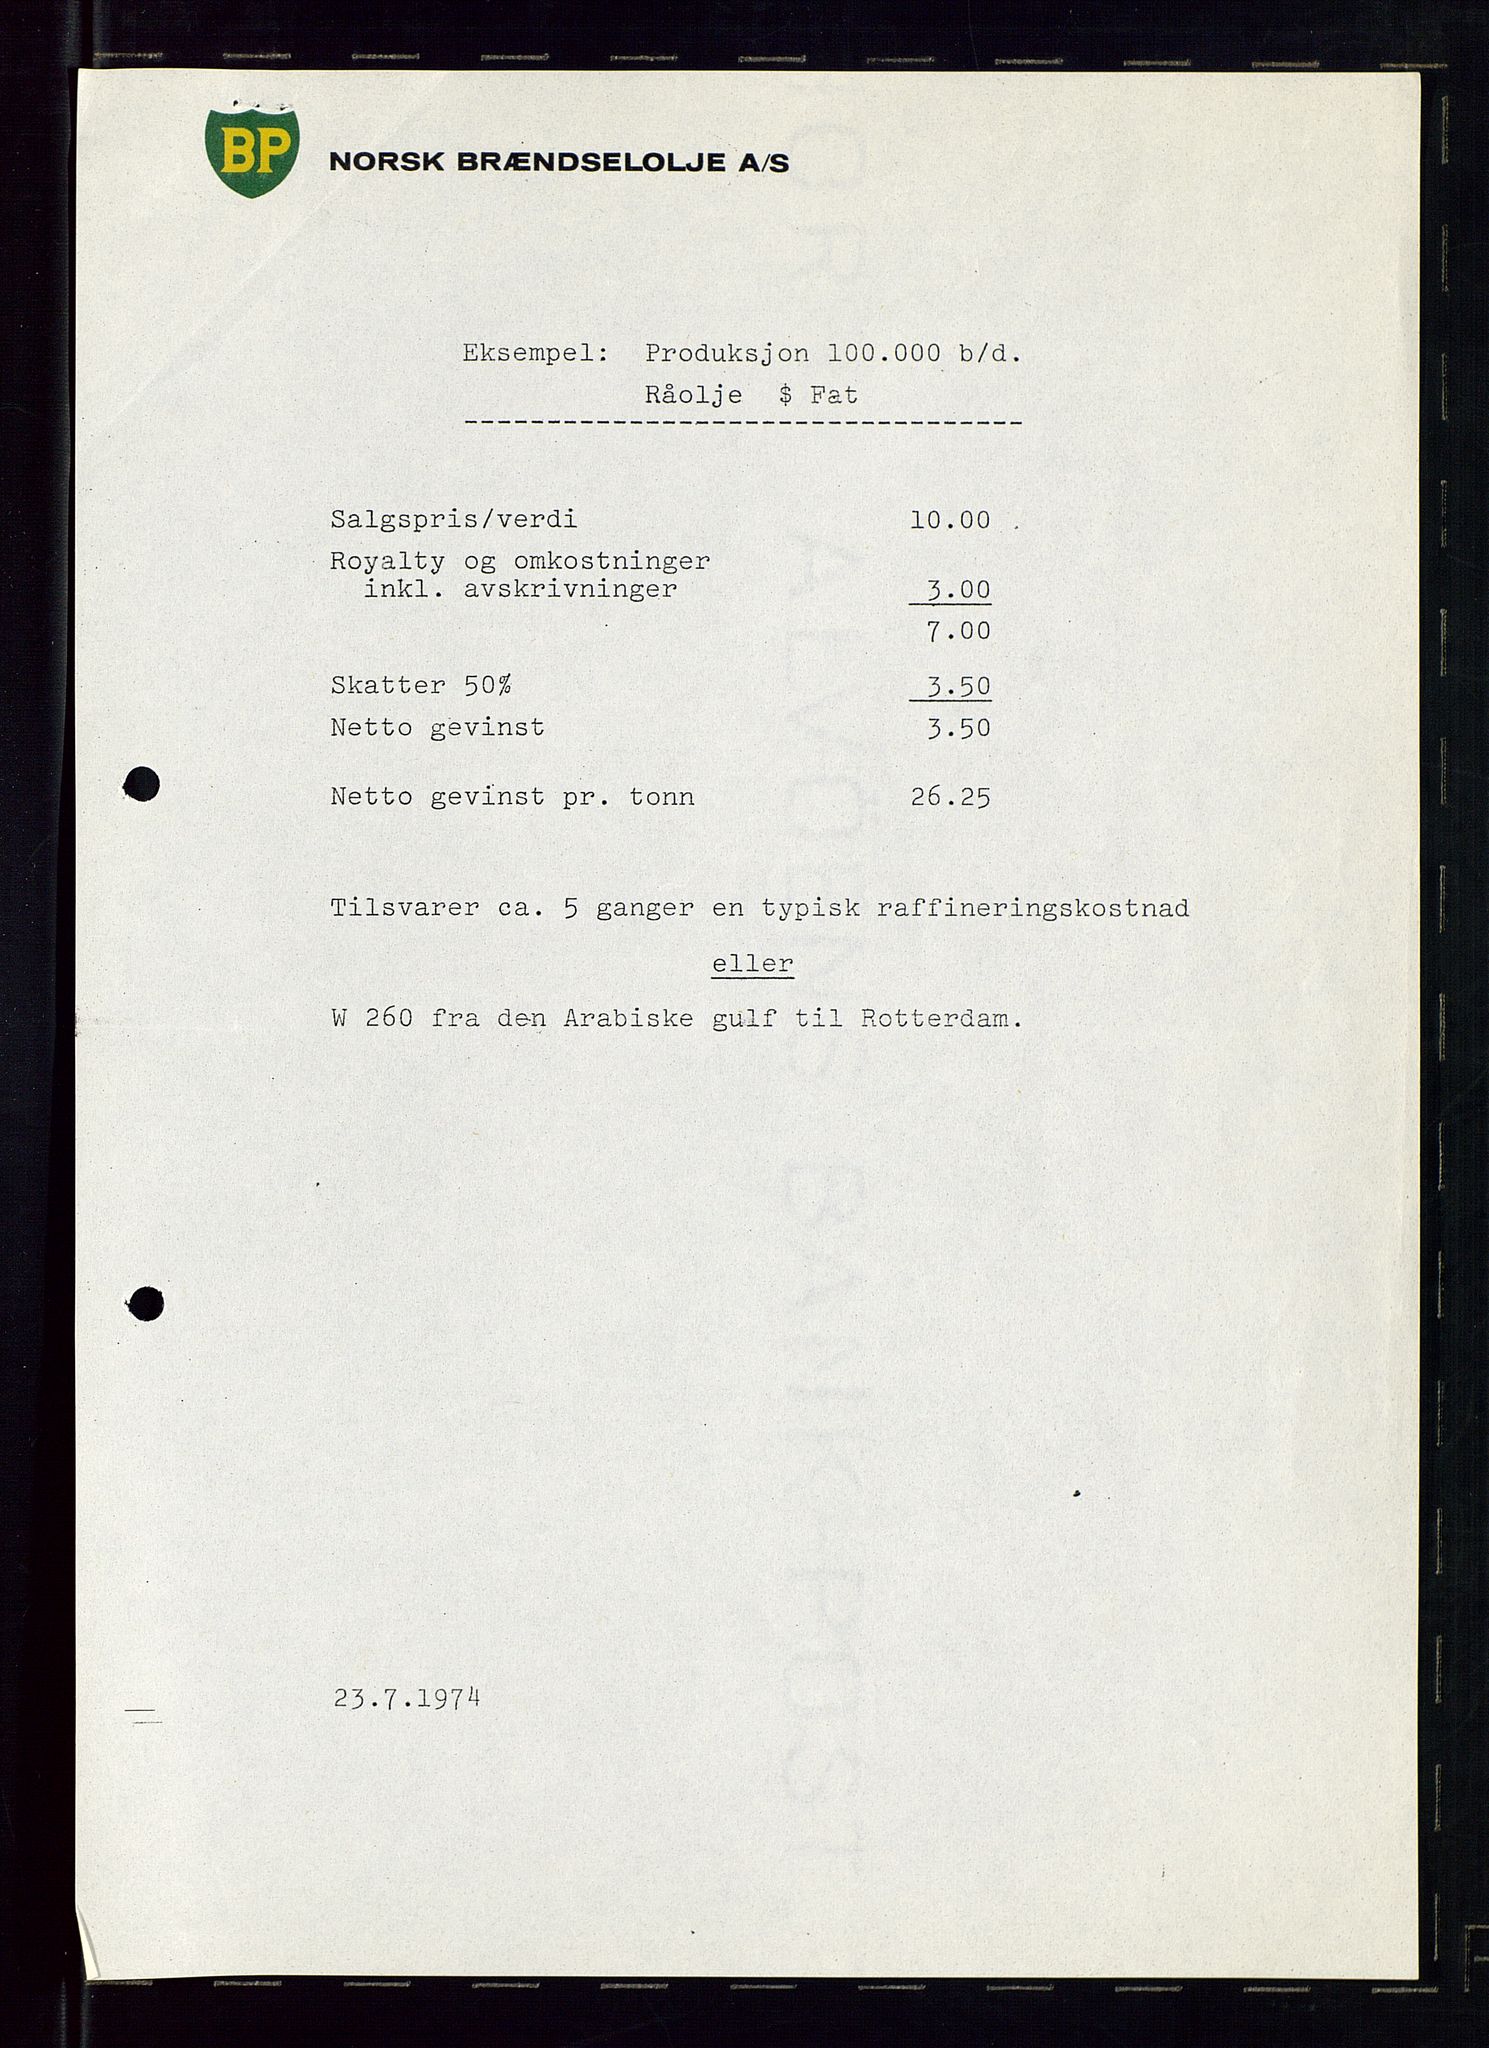 BP NORSK BRÆNDSELOLJE A/S
Eksempel: Produksjon 100.000 b/d.
Råolje $ Fat
Salgspris/verdi 10.00
Royalty og omkostninger
inkl. avskrivninger 3.00
7.00
Skatter 50% 3.50
Netto gevinst 3.50
Netto gevinst pr. tonn 26.25
Tilsvarer ca. 5 ganger en typisk raffineringskostnad
eller
W 260 fra den Arabiske gulf til Rotterdam.
23.7.1974